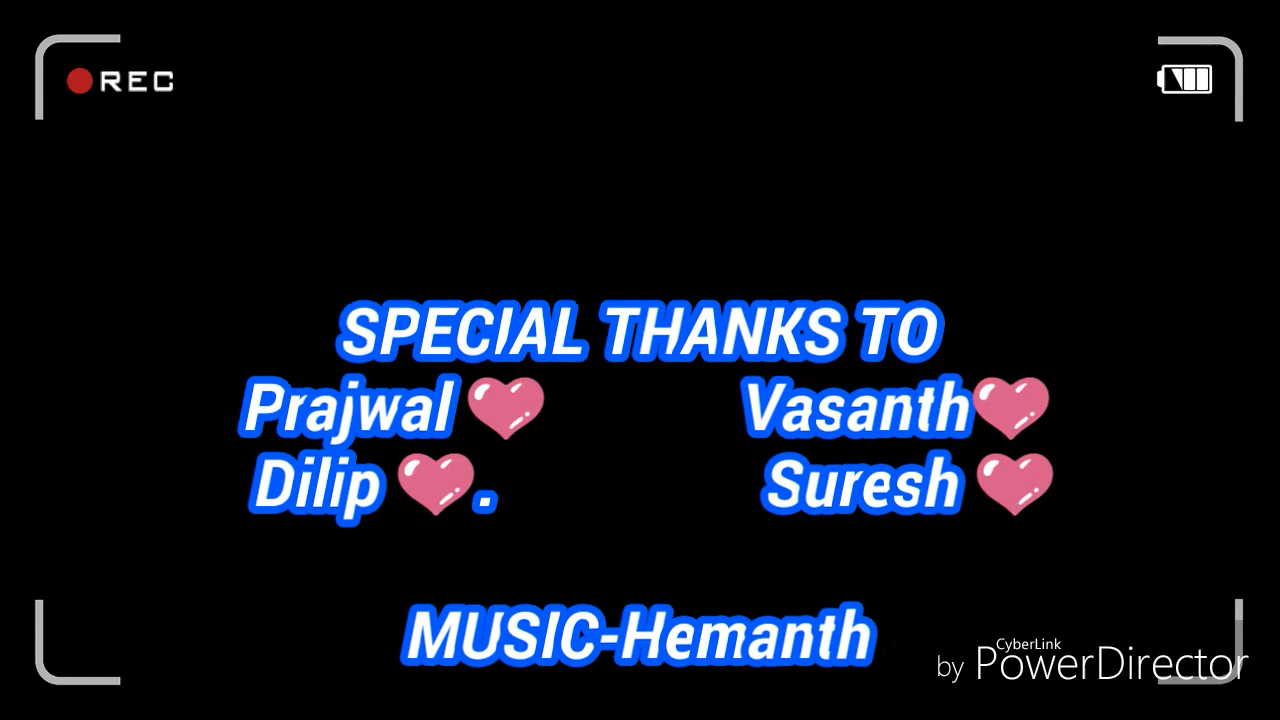 REC
SPECIAL THANKS TO
Prajwal 💗 Vasanth💗
Dilip 💗. Suresh 💗
MUSIC-Hemanth
by CyberLink PowerDirector